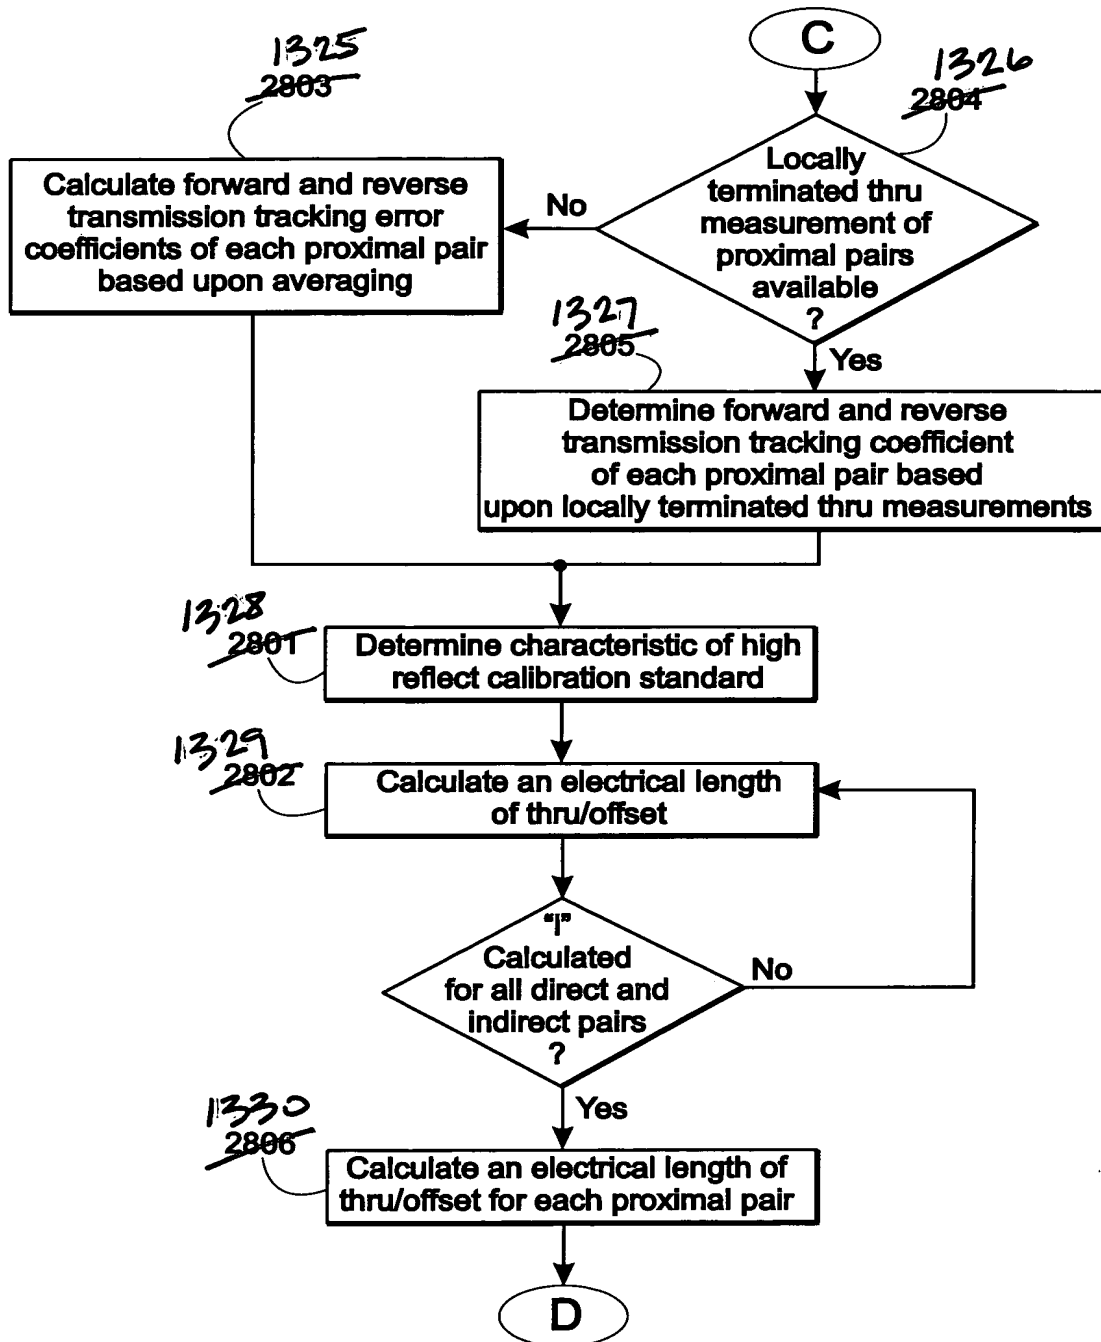 C
1325
2803
1326
2804
Locally
terminated thru
measurement of
proximal pairs
available
?
No
Calculate forward and reverse
transmission tracking error
coefficients of each proximal pair
based upon averaging
1327
2805
Yes
Determine forward and reverse
transmission tracking coefficient
of each proximal pair based
upon locally terminated thru measurements
1328
2801
Determine characteristic of high
reflect calibration standard
1329
2802
Calculate an electrical length
of thru/offset
"l"
Calculated
for all direct and
indirect pairs
?
No
Yes
1330
2806
Calculate an electrical length of
thru/offset for each proximal pair
D